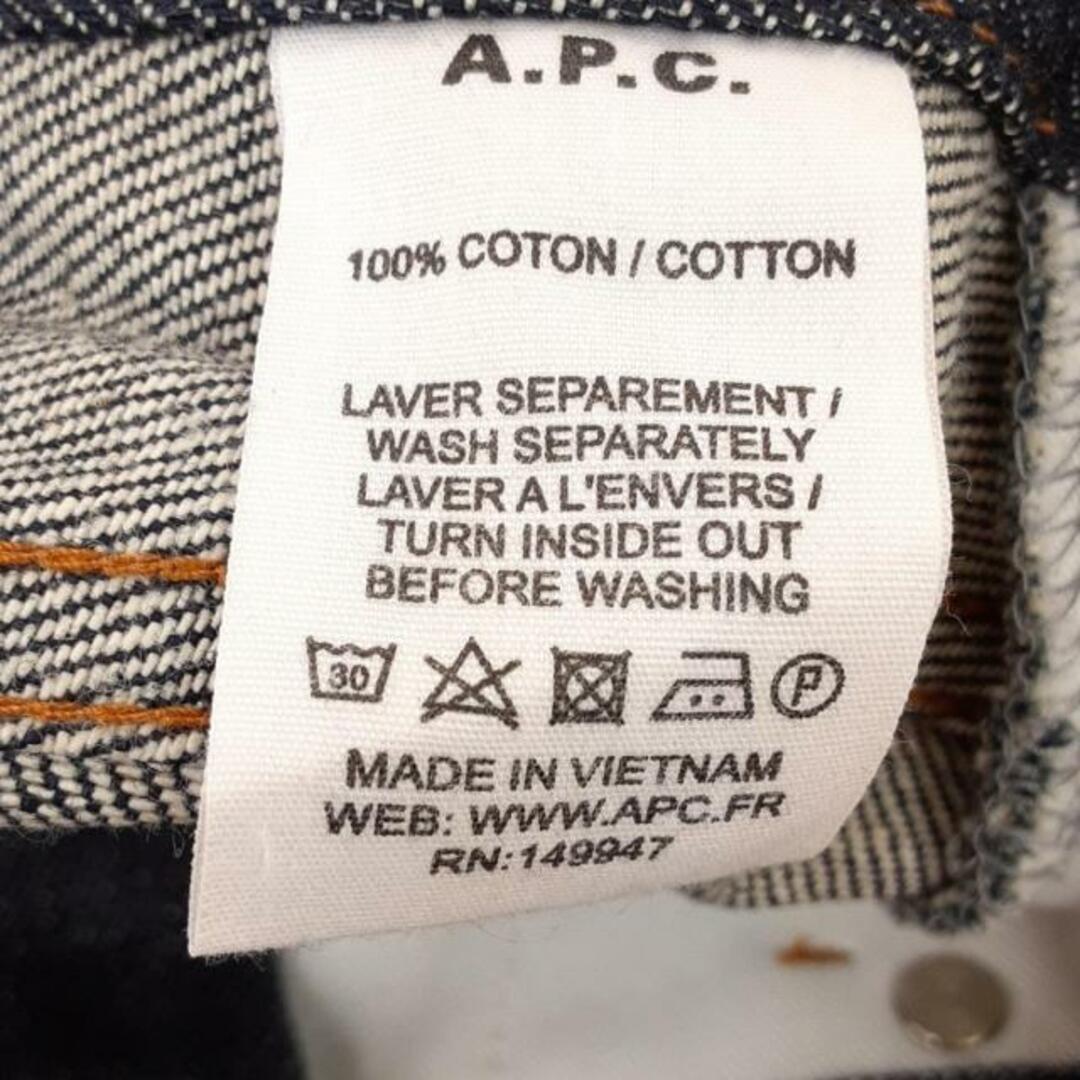 A.P.C.
100% COTON / COTTON
LAVER SEPAREMENT /
WASH SEPARATELY
LAVER A L'ENVERS /
TURN INSIDE OUT
BEFORE WASHING
30 P
MADE IN VIETNAM
WEB: WWW.APC.FR
RN:149947